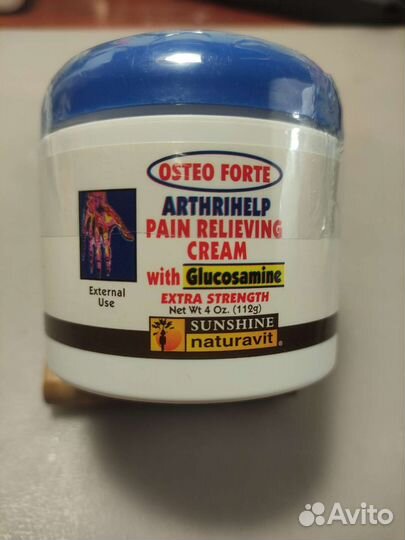 OSTEO FORTE
ARTHRIHELP
PAIN RELIEVING
CREAM
with Glucosamine
EXTRA STRENGTH
Net Wt 4 Oz. (112g)
External
Use
SUNSHINE
naturavit®
Avito